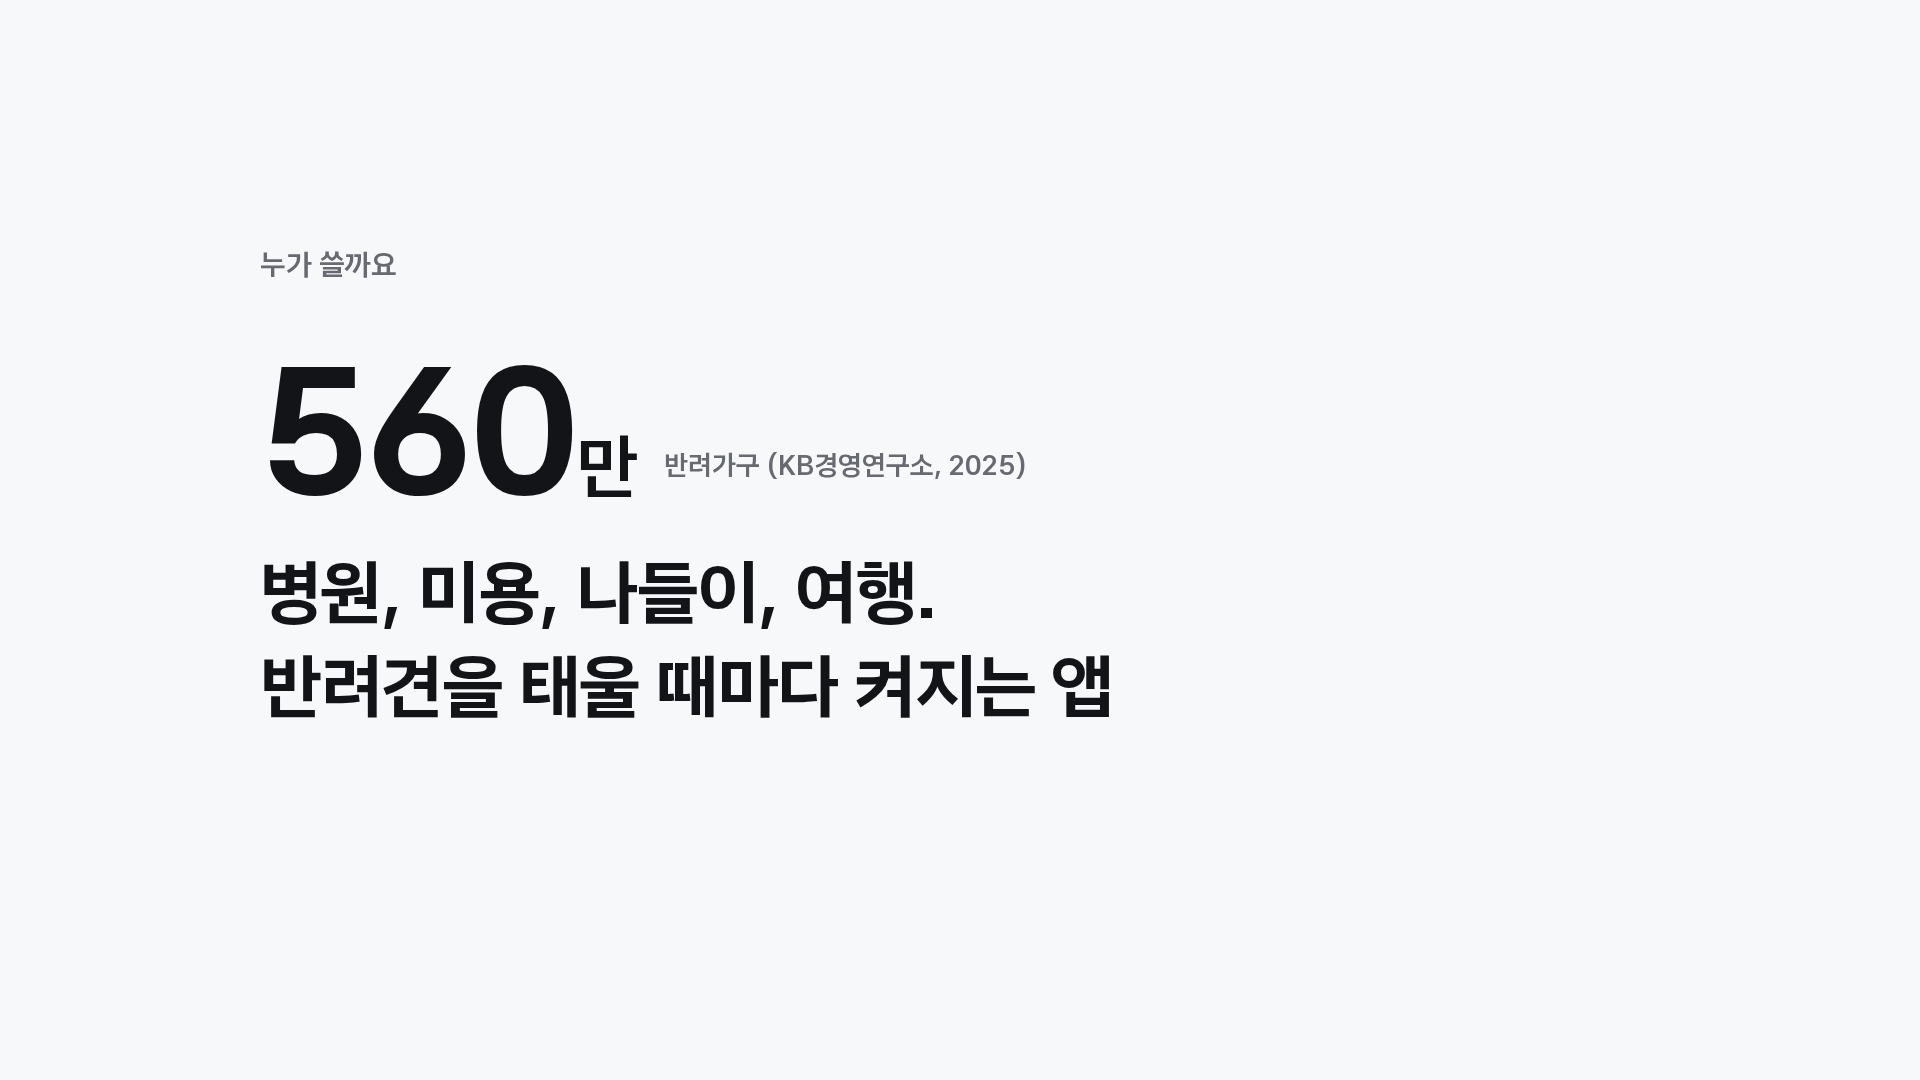 누가 쓸까요
560만 반려가구 (KB경영연구소, 2025)
병원, 미용, 나들이, 여행.
반려견을 태울 때마다 켜지는 앱